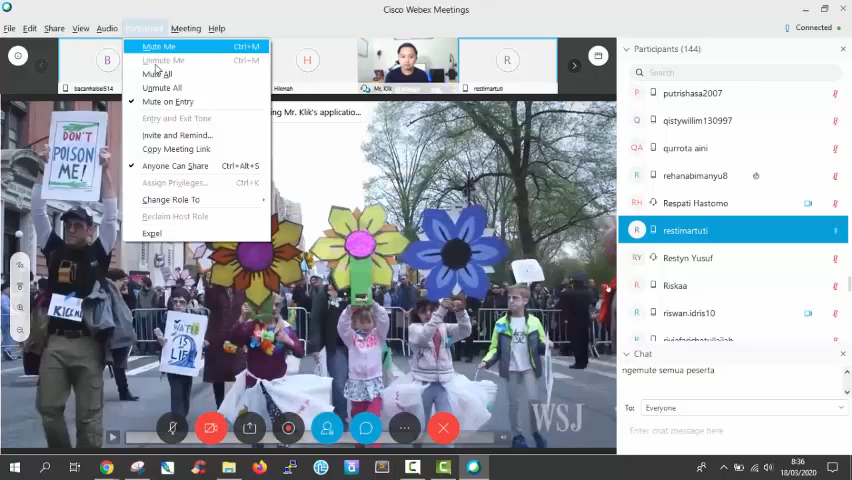 Cisco Webex Meetings
File Edit Share View Audio Participant Meeting Help
Connected
Mute Me Ctrl+M
Unmute Me Ctrl+M
Mute All
Unmute All
Mute on Entry
Entry and Exit Tone
Invite and Remind...
Copy Meeting Link
Anyone Can Share Ctrl+Alt+S
Assign Privileges... Ctrl+K
Change Role To
Reclaim Host Role
Expel
B
H
R
Hikmah
Mr. Klik
restimartuti
ng Mr. Klik's applicatio...
DON'T
POISON
ME!
WATER
IS
LIFE
WSJ
Participants (144)
Search
P putrishasa2007
Q qistywillim130997
QA qurrota aini
R rehanabimanyu8
RH Respati Hastomo
R restimartuti
RY Restyn Yusuf
R Riskaa
R riswan.idris10
Chat
ngemute semua peserta
To: Everyone
Enter chat message here
8:36
18/03/2020